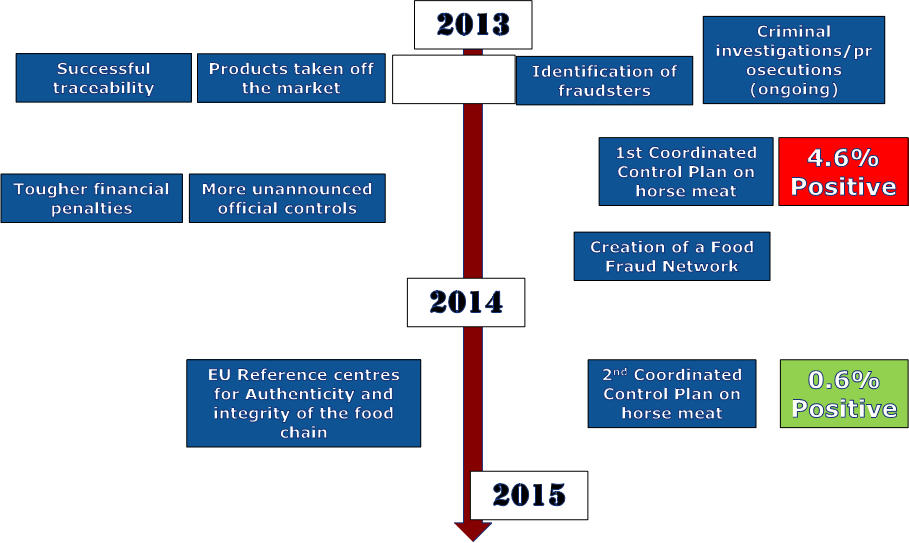 2013
Successful
traceability
Products taken off
the market
Identification of
fraudsters
Criminal
investigations/pr
osecutions
(ongoing)
1st Coordinated
Control Plan on
horse meat
4.6%
Positive
Tougher financial
penalties
More unannounced
official controls
Creation of a Food
Fraud Network
2014
EU Reference centres
for Authenticity and
integrity of the food
chain
2nd Coordinated
Control Plan on
horse meat
0.6%
Positive
2015